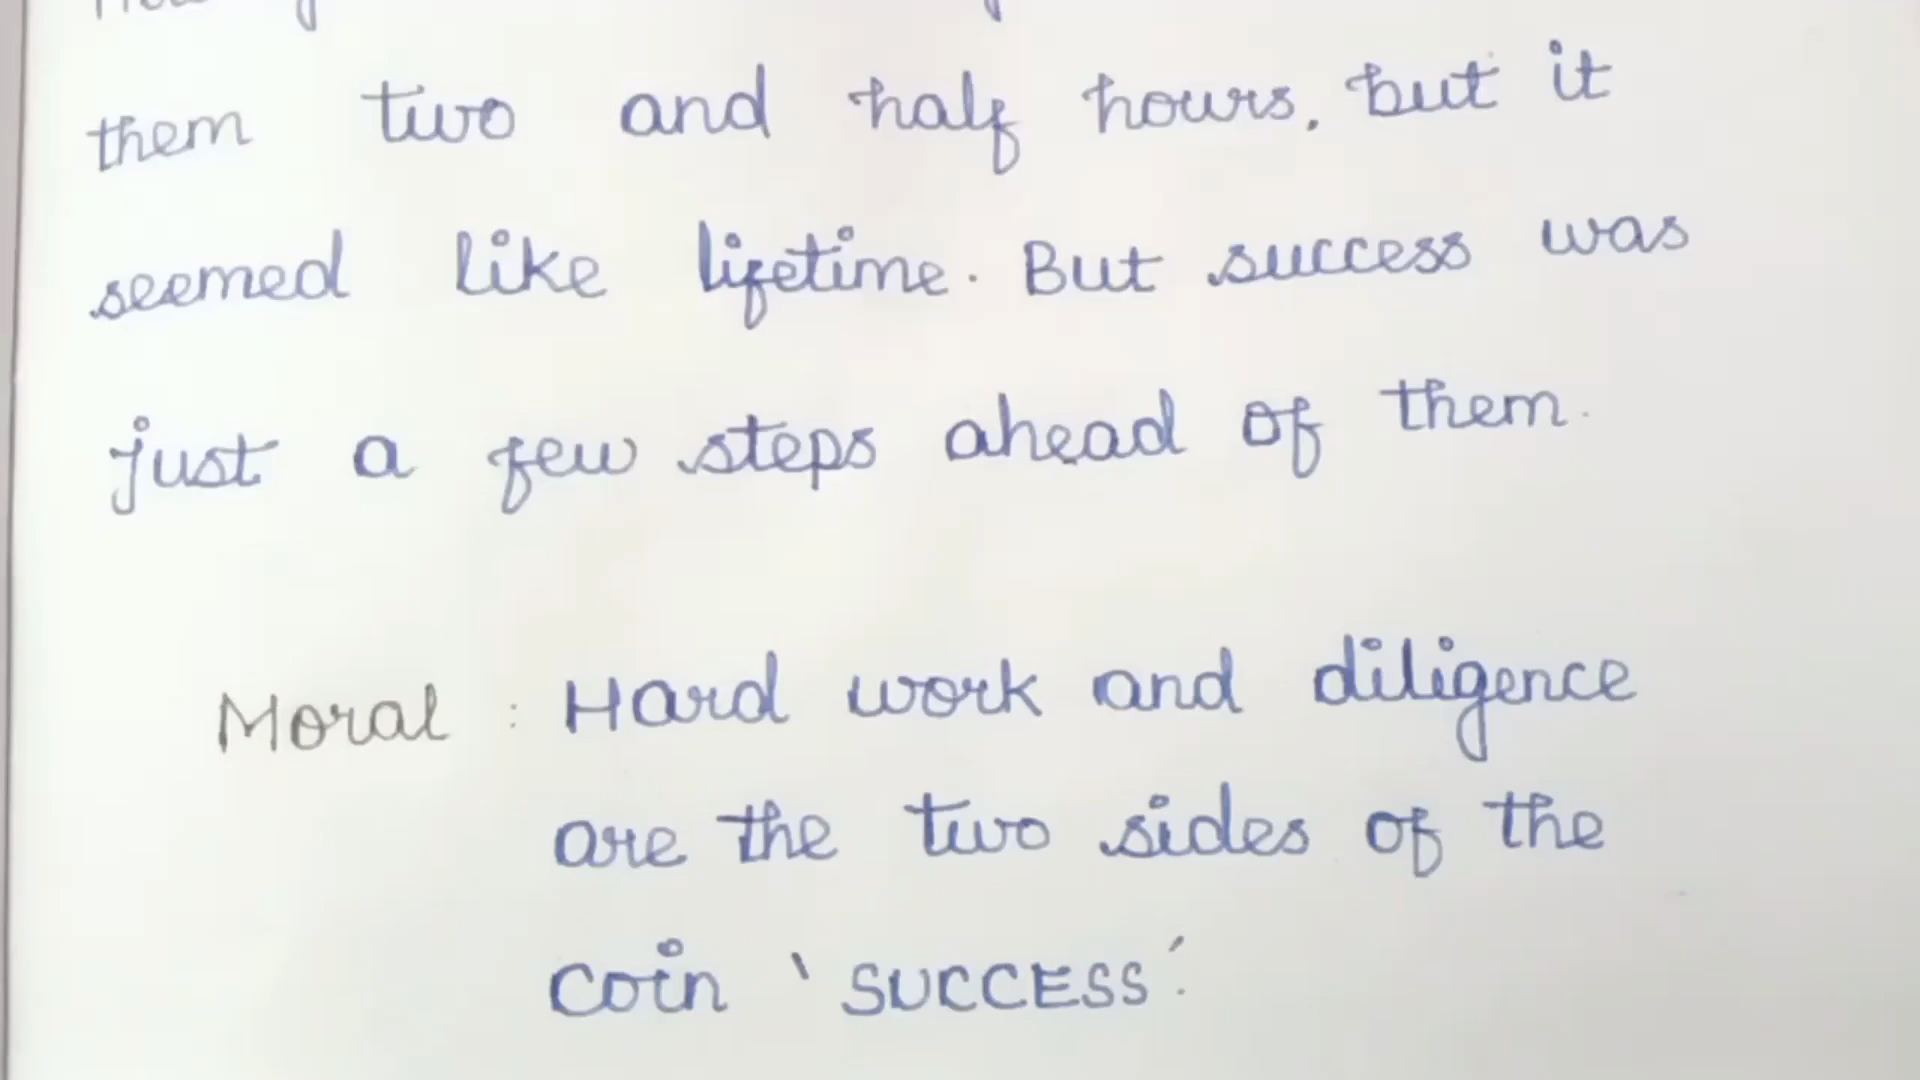 them two and half hours, but it
seemed like lifetime. But success was
just a few steps ahead of them.
Moral : Hard work and diligence
are the two sides of the
Coin 'SUCCESS'.